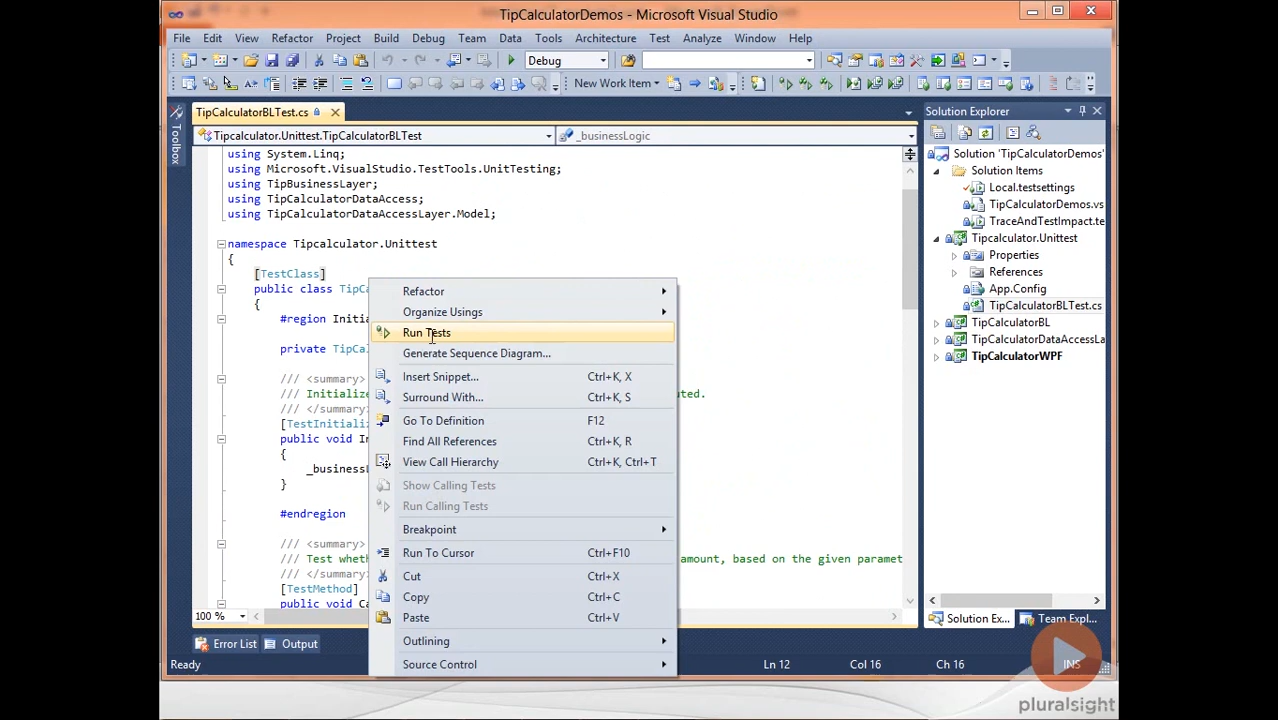 TipCalculatorDemos - Microsoft Visual Studio
File Edit View Refactor Project Build Debug Team Data Tools Architecture Test Analyze Window Help
Debug
New Work Item
TipCalculatorBLTest.cs
Tipcalculator.Unittest.TipCalculatorBLTest
_businessLogic
Toolbox
using System.Linq;
using Microsoft.VisualStudio.TestTools.UnitTesting;
using TipBusinessLayer;
using TipCalculatorDataAccess;
using TipCalculatorDataAccessLayer.Model;
namespace Tipcalculator.Unittest
{
[TestClass]
public class TipC
{
#region Initia
private TipCal
/// <summary>
/// Initialize
uted.
/// </summary>
[TestInitializ
public void In
{
_businessL
}
#endregion
/// <summary>
/// Test wheth
amount, based on the given paramet
/// </summary>
[TestMethod]
public void Ca
100 %
Refactor
Organize Usings
Run Tests
Generate Sequence Diagram...
Insert Snippet... Ctrl+K, X
Surround With... Ctrl+K, S
Go To Definition F12
Find All References Ctrl+K, R
View Call Hierarchy Ctrl+K, Ctrl+T
Show Calling Tests
Run Calling Tests
Breakpoint
Run To Cursor Ctrl+F10
Cut Ctrl+X
Copy Ctrl+C
Paste Ctrl+V
Outlining
Source Control
Solution Explorer
Solution 'TipCalculatorDemos'
Solution Items
Local.testsettings
TipCalculatorDemos.vs
TraceAndTestImpact.te
Tipcalculator.Unittest
Properties
References
App.Config
TipCalculatorBLTest.cs
TipCalculatorBL
TipCalculatorDataAccessLa
TipCalculatorWPF
Solution Ex...
Team Expl...
Error List
Output
Ready
Ln 12
Col 16
Ch 16
INS
pluralsight